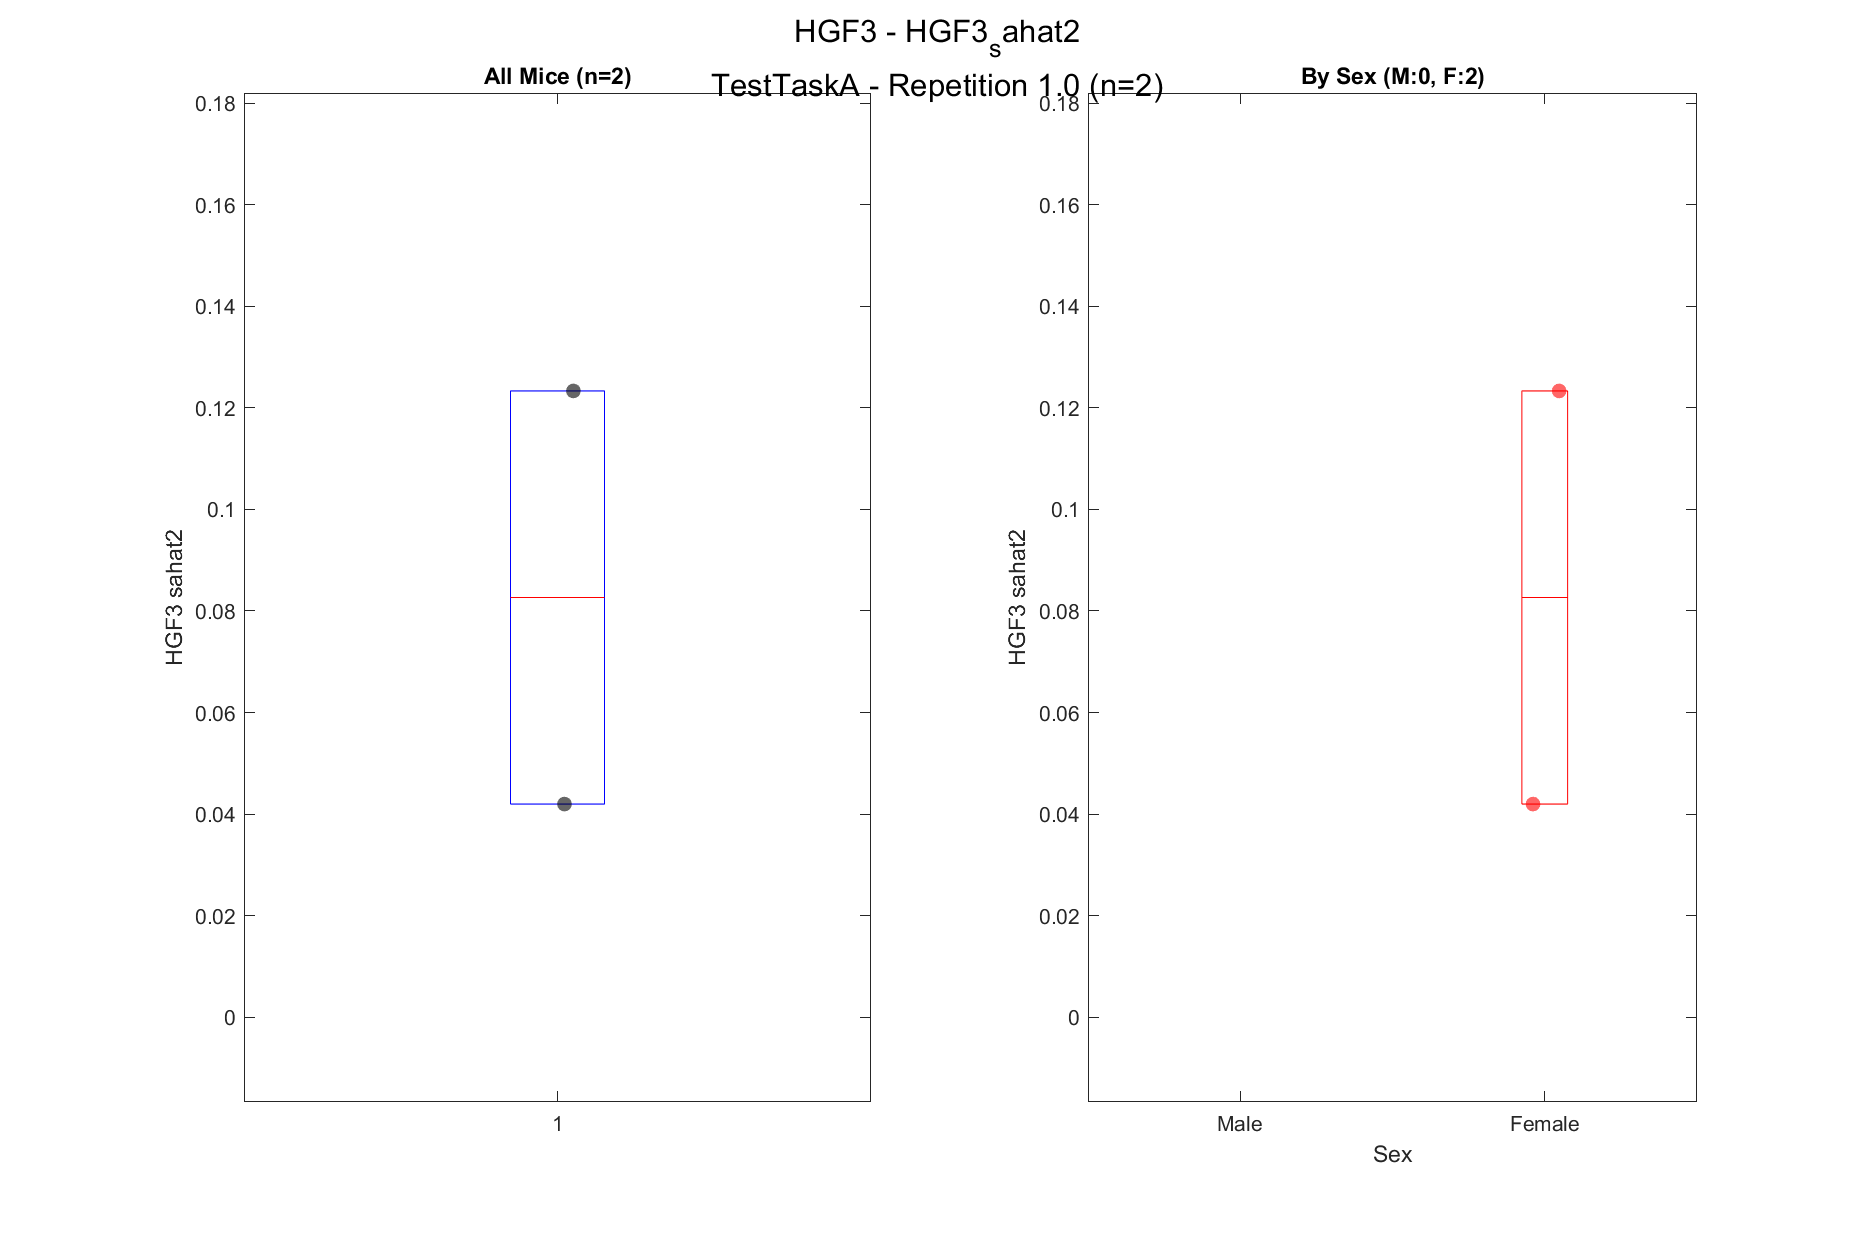 HGF3 - HGF3sahat2
TestTaskA - Repetition 1.0 (n=2)
All Mice (n=2)
0.18
0.16
0.14
0.12
0.1
0.08
0.06
0.04
0.02
0
HGF3 sahat2
1
By Sex (M:0, F:2)
0.18
0.16
0.14
0.12
0.1
0.08
0.06
0.04
0.02
0
HGF3 sahat2
Male Female
Sex